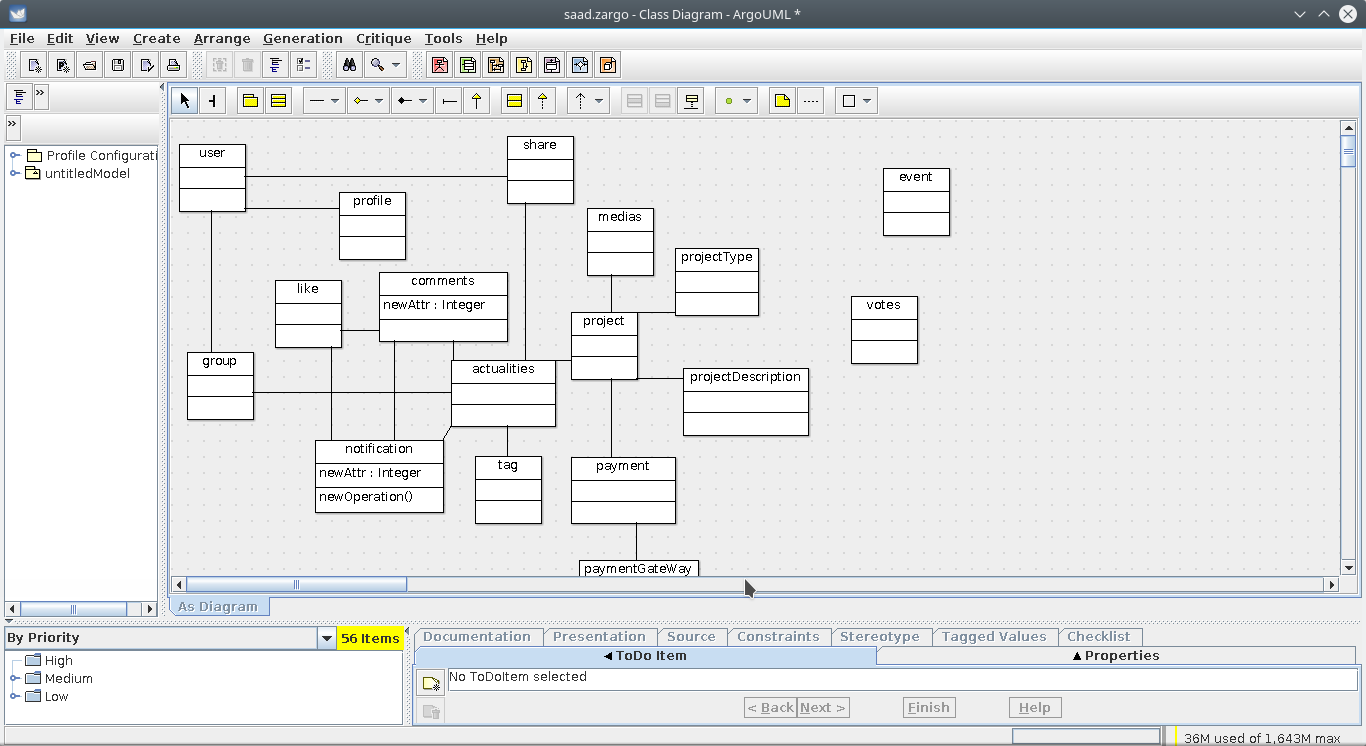 saad.zargo - Class Diagram - ArgoUML *
File Edit View Create Arrange Generation Critique Tools Help
Profile Configurati
untitledModel
user
share
event
profile
medias
projectType
comments
newAttr : Integer
like
votes
project
group
actualities
projectDescription
notification
newAttr : Integer
newOperation()
tag
payment
paymentGateWay
As Diagram
By Priority
56 Items
High
Medium
Low
Documentation Presentation Source Constraints Stereotype Tagged Values Checklist
ToDo Item
Properties
No ToDoItem selected
< Back Next > Finish Help
36M used of 1,643M max